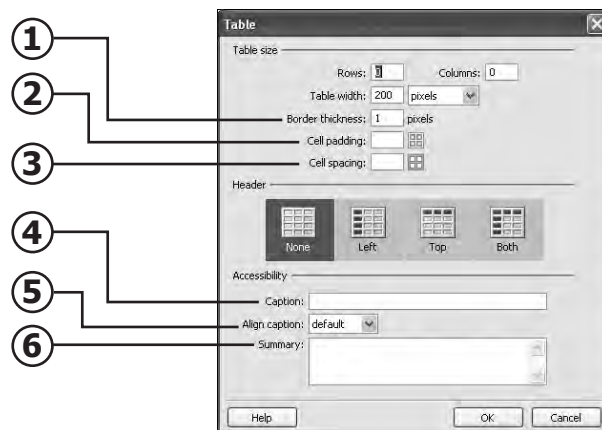 Table
Table size
Rows: 0 Columns: 0
Table width: 200 pixels
1
Border thickness: 1 pixels
2
Cell padding:
3
Cell spacing:
Header
None Left Top Both
Accessibility
4
Caption:
5
Align caption: default
6
Summary:
Help OK Cancel